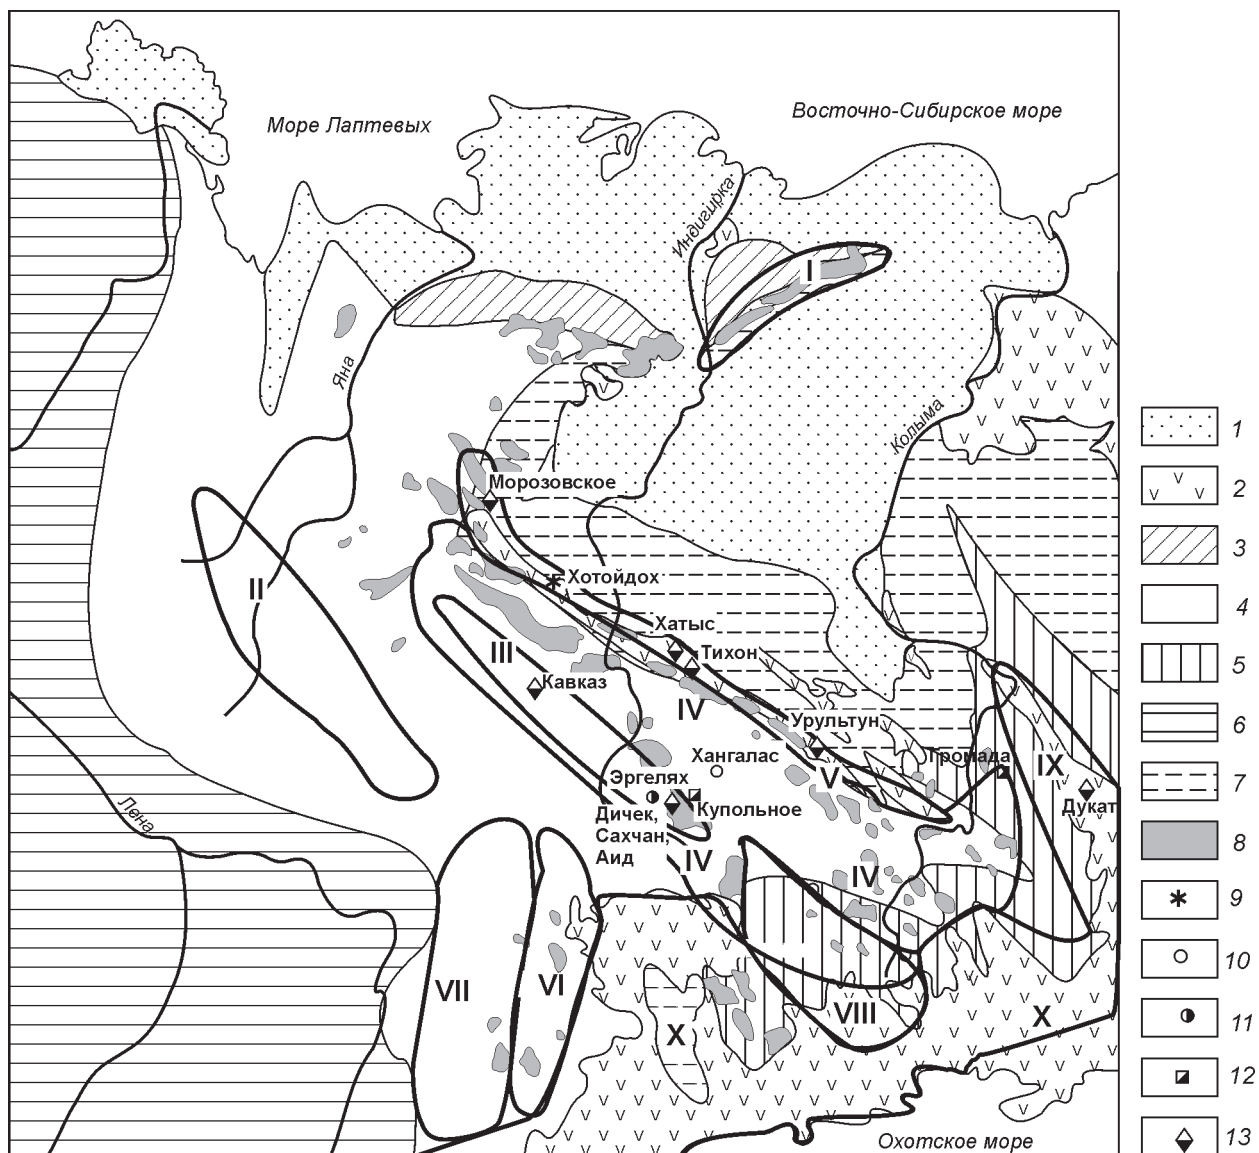 Море Лаптевых
Восточно-Сибирское море
Индигирка
I
Яна
Колыма
1
2
3
4
5
6
7
8
9
10
11
12
13
Морозовское
Хотойдох
II
Хатыс
Тихон
III
Кавказ
IV
Урультун
Хангалас
V
Громада
IX
Эргелях
Дукат
Купольное
Дичек,
Сахчан,
Аид
Лена
IV
IV
VII
VI
VIII
X
X
Охотское море